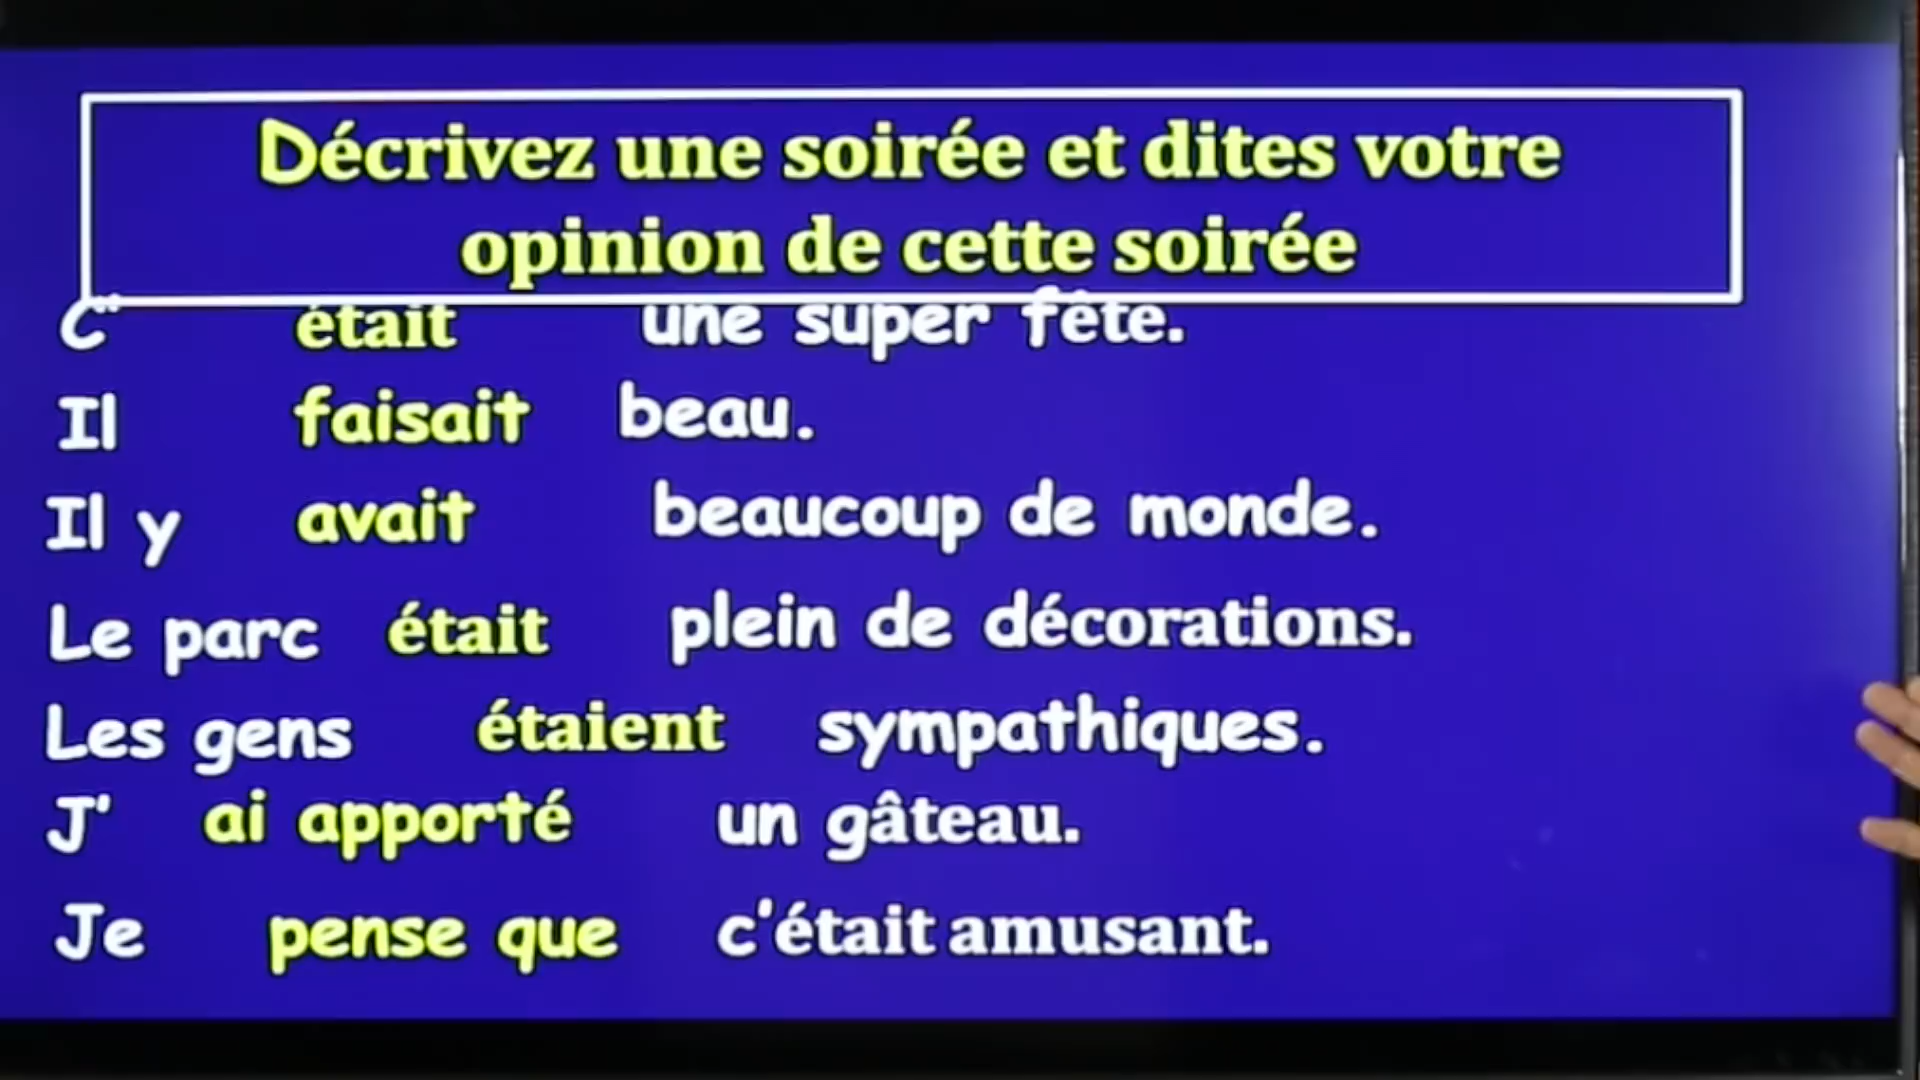 Décrivez une soirée et dites votre
opinion de cette soirée
C' était une super fête.
Il faisait beau.
Il y avait beaucoup de monde.
Le parc était plein de décorations.
Les gens étaient sympathiques.
J' ai apporté un gâteau.
Je pense que c'était amusant.